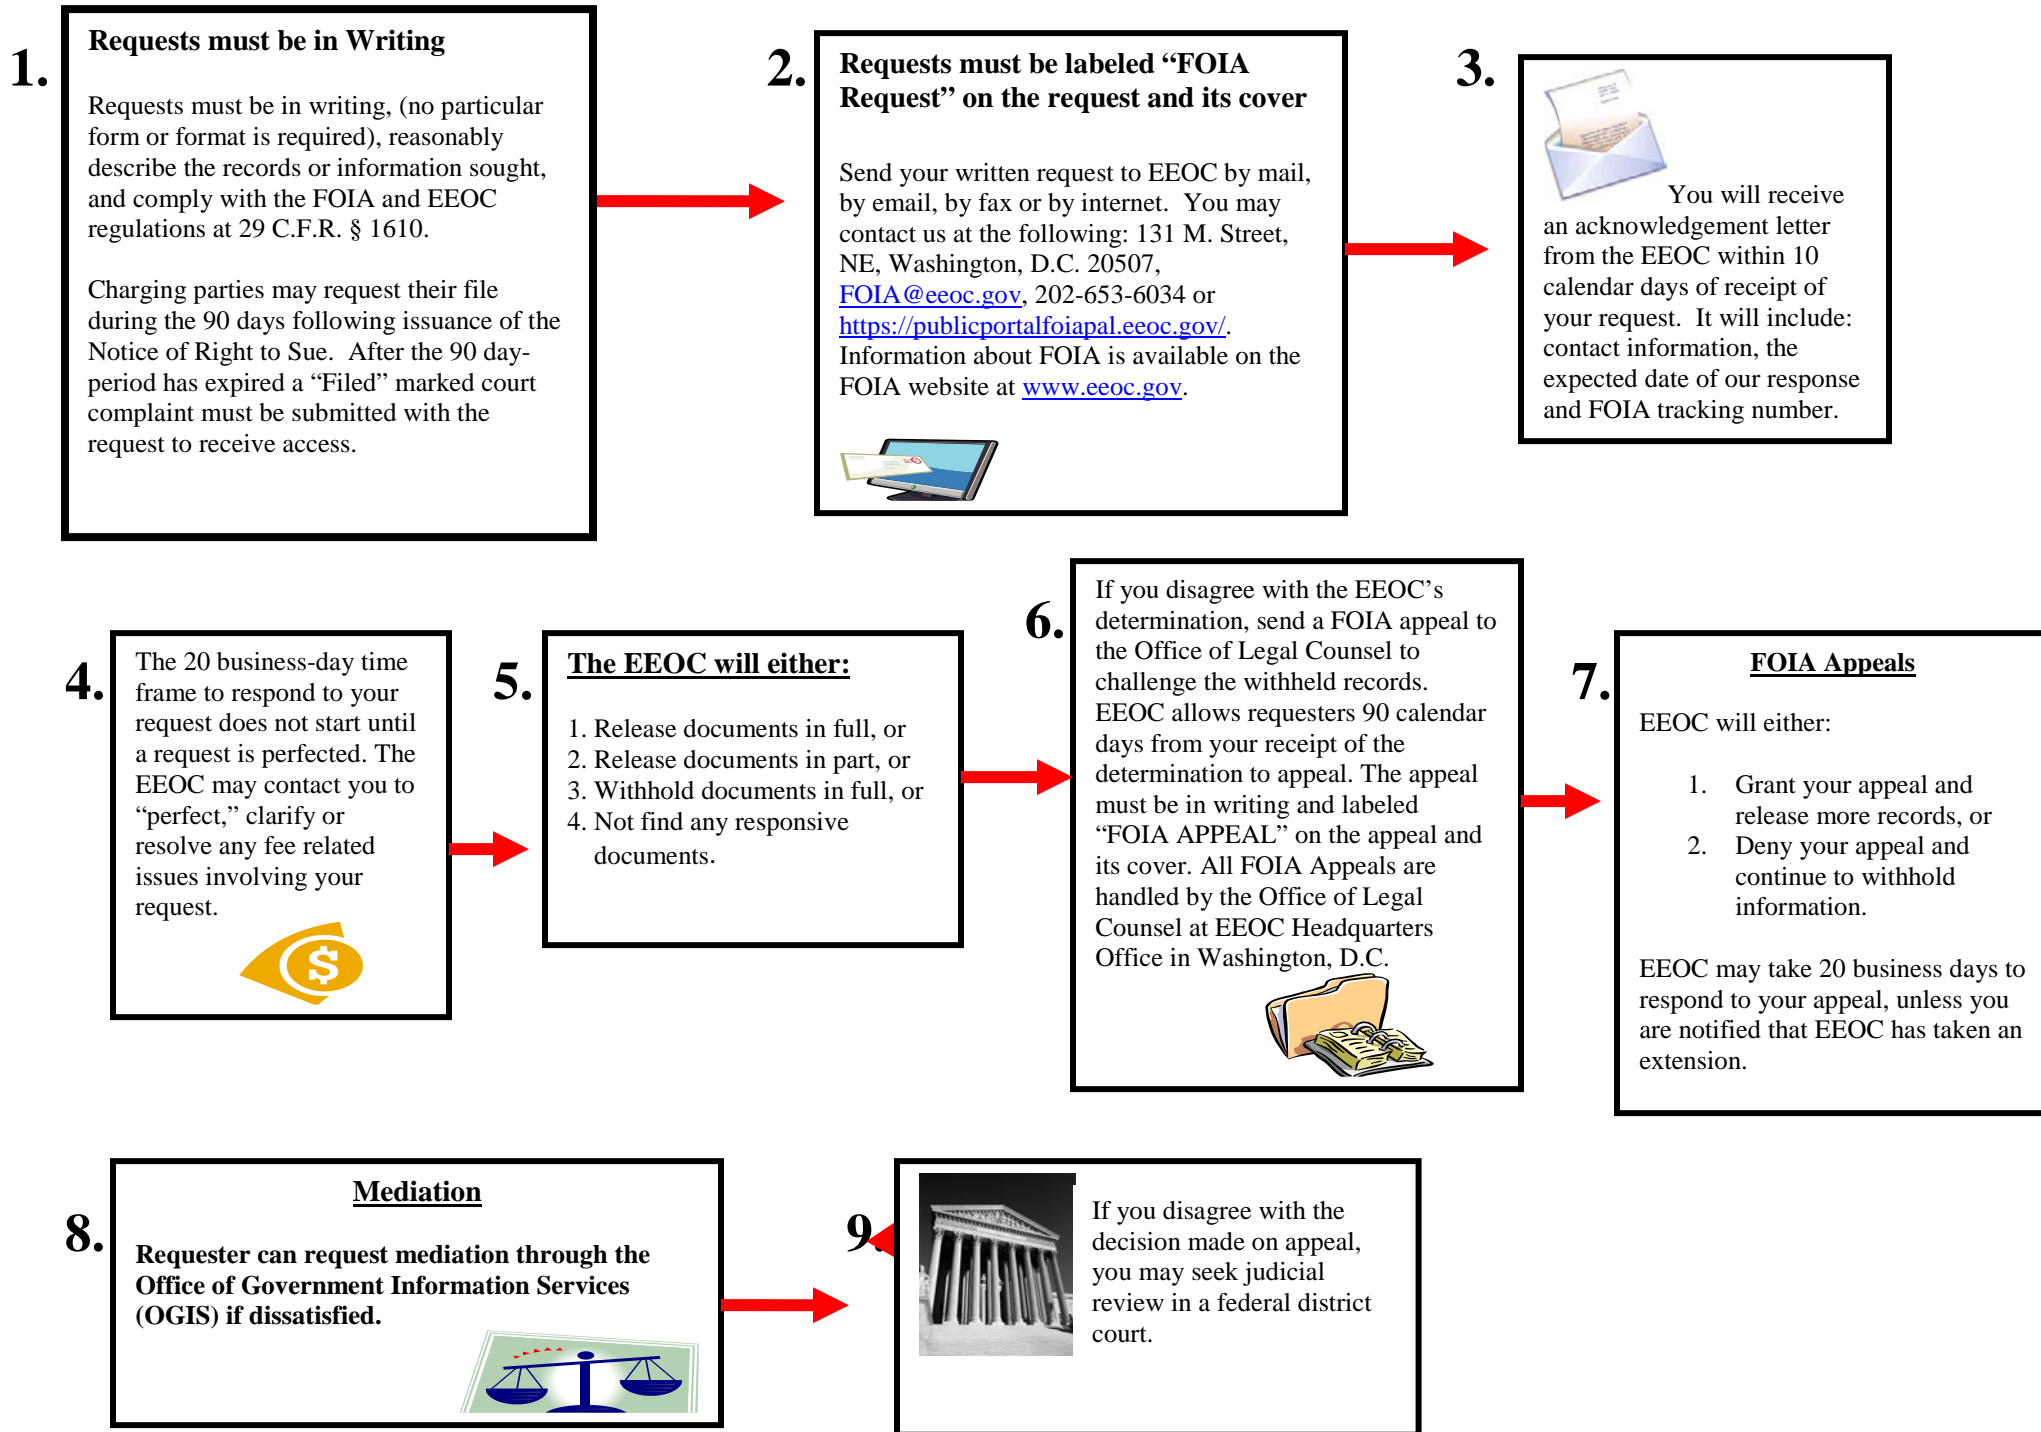 1.
Requests must be in Writing
Requests must be in writing, (no particular
form or format is required), reasonably
describe the records or information sought,
and comply with the FOIA and EEOC
regulations at 29 C.F.R. § 1610.
Charging parties may request their file
during the 90 days following issuance of the
Notice of Right to Sue.  After the 90 day-
period has expired a “Filed” marked court
complaint must be submitted with the
request to receive access.
2.
Requests must be labeled “FOIA
Request” on the request and its cover
Send your written request to EEOC by mail,
by email, by fax or by internet.  You may
contact us at the following: 131 M. Street,
NE, Washington, D.C. 20507,
FOIA@eeoc.gov, 202-653-6034 or
https://publicportalfoiapal.eeoc.gov/.
Information about FOIA is available on the
FOIA website at www.eeoc.gov.
3.
You will receive
an acknowledgement letter
from the EEOC within 10
calendar days of receipt of
your request.  It will include:
contact information, the
expected date of our response
and FOIA tracking number.
4.
The 20 business-day time
frame to respond to your
request does not start until
a request is perfected. The
EEOC may contact you to
“perfect,” clarify or
resolve any fee related
issues involving your
request.
$
5.
The EEOC will either:
1. Release documents in full, or
2. Release documents in part, or
3. Withhold documents in full, or
4. Not find any responsive
documents.
6.
If you disagree with the EEOC’s
determination, send a FOIA appeal to
the Office of Legal Counsel to
challenge the withheld records.
EEOC allows requesters 90 calendar
days from your receipt of the
determination to appeal. The appeal
must be in writing and labeled
“FOIA APPEAL” on the appeal and
its cover. All FOIA Appeals are
handled by the Office of Legal
Counsel at EEOC Headquarters
Office in Washington, D.C.
7.
FOIA Appeals
EEOC will either:
1. Grant your appeal and
release more records, or
2. Deny your appeal and
continue to withhold
information.
EEOC may take 20 business days to
respond to your appeal, unless you
are notified that EEOC has taken an
extension.
8.
Mediation
Requester can request mediation through the
Office of Government Information Services
(OGIS) if dissatisfied.
9.
If you disagree with the
decision made on appeal,
you may seek judicial
review in a federal district
court.